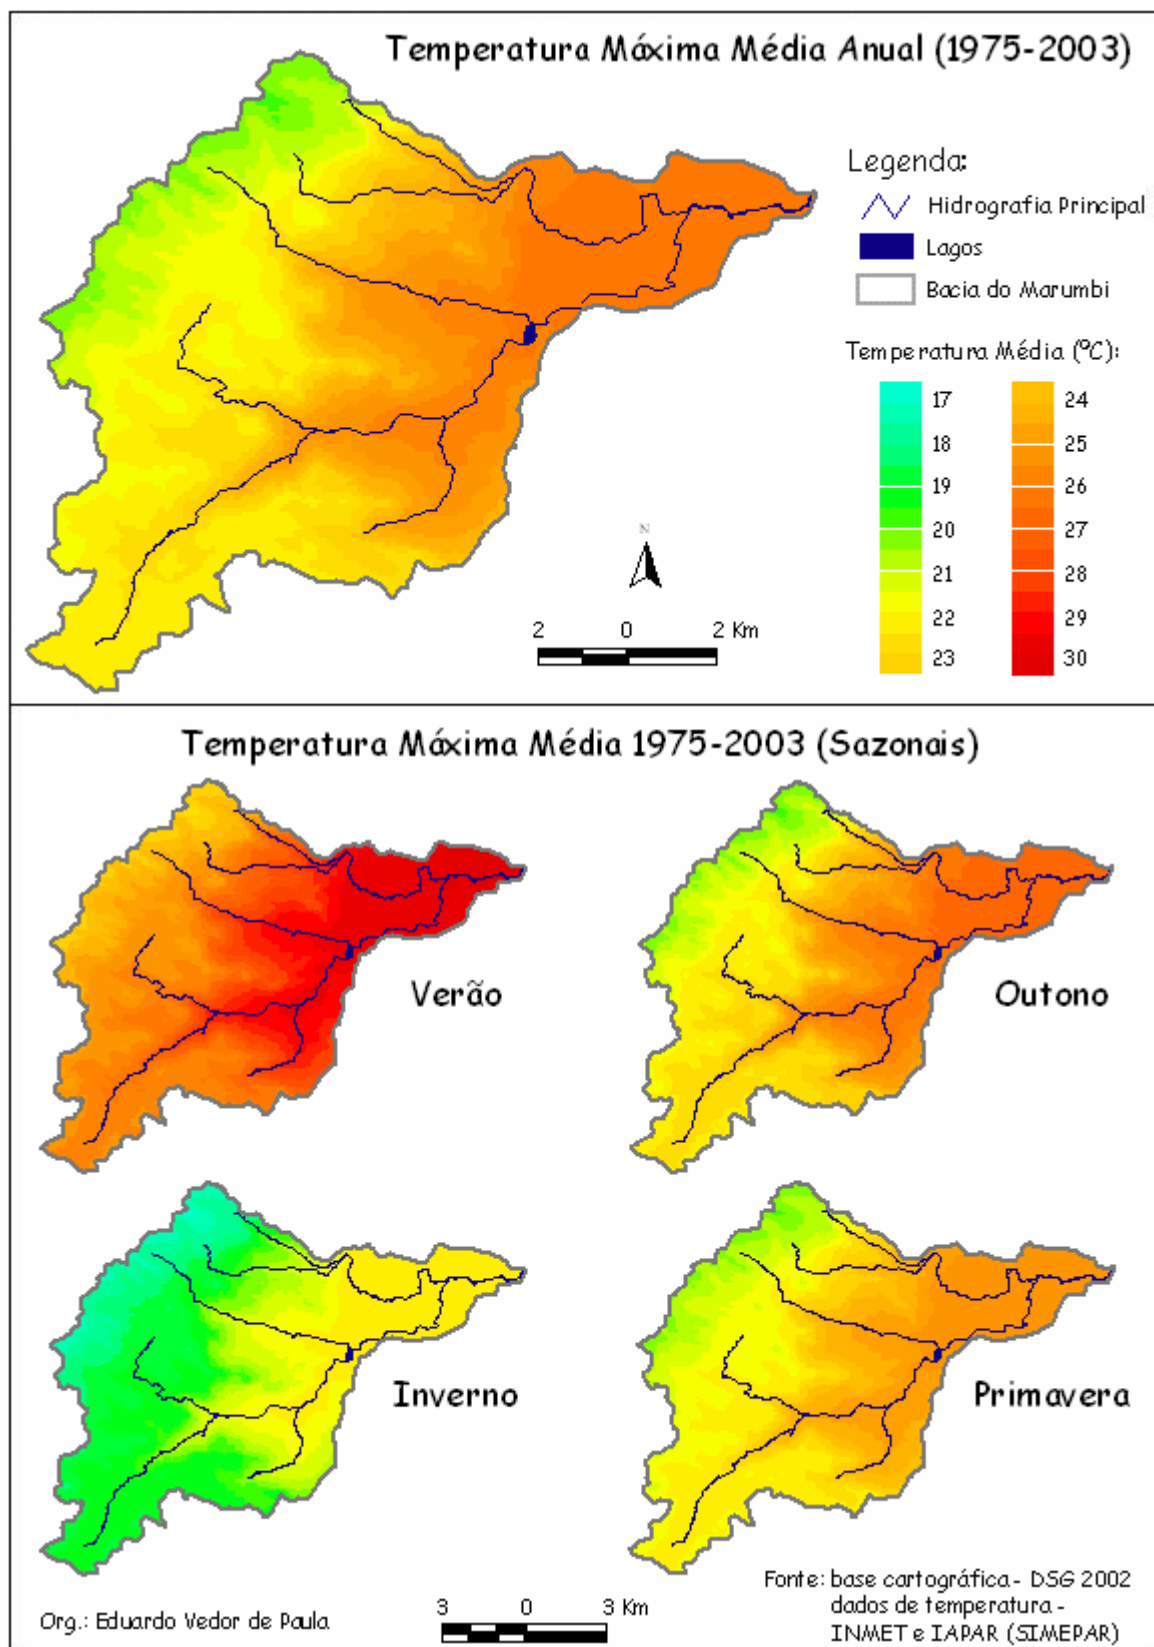 Temperatura Máxima Média Anual (1975-2003)
Legenda:
Hidrografia Principal
Lagos
Bacia do Marumbi
Temperatura Média (ºC):
17 24
18 25
19 26
20 27
21 28
22 29
23 30
N
2 0 2 Km
Temperatura Máxima Média 1975-2003 (Sazonais)
Verão
Outono
Inverno
Primavera
Org.: Eduardo Vedor de Paula
3 0 3 Km
Fonte: base cartográfica - DSG 2002
dados de temperatura -
INMET e IAPAR (SIMEPAR)